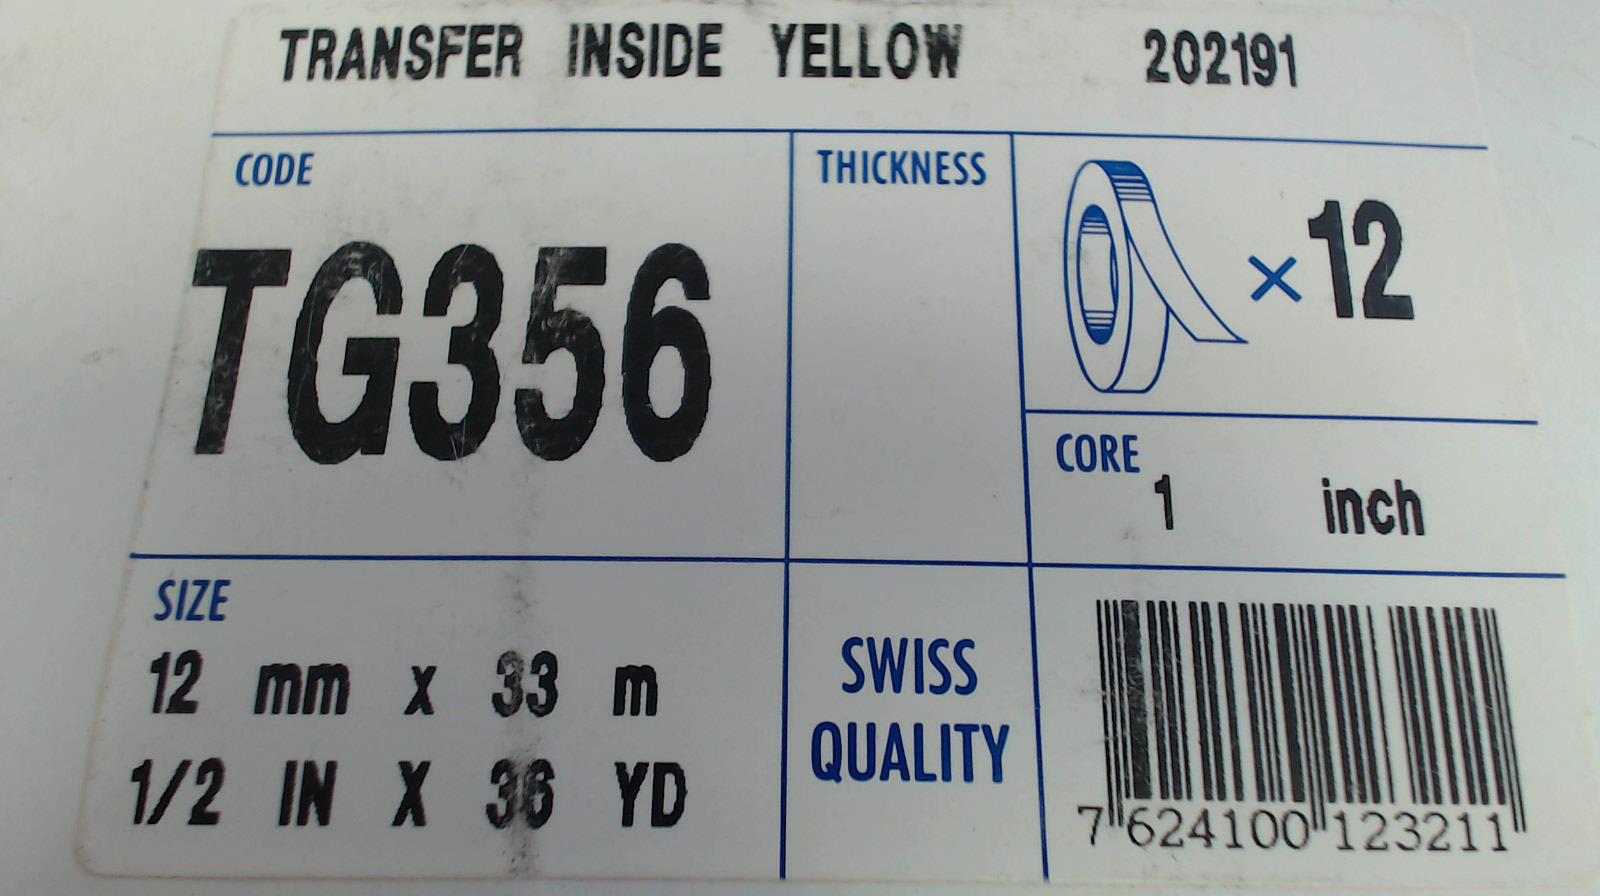 TRANSFER INSIDE YELLOW 202191
CODE
TG356
THICKNESS
×12
CORE
1 inch
SIZE
12 mm x 33 m
1/2 IN X 36 YD
SWISS
QUALITY
7 624100 123211